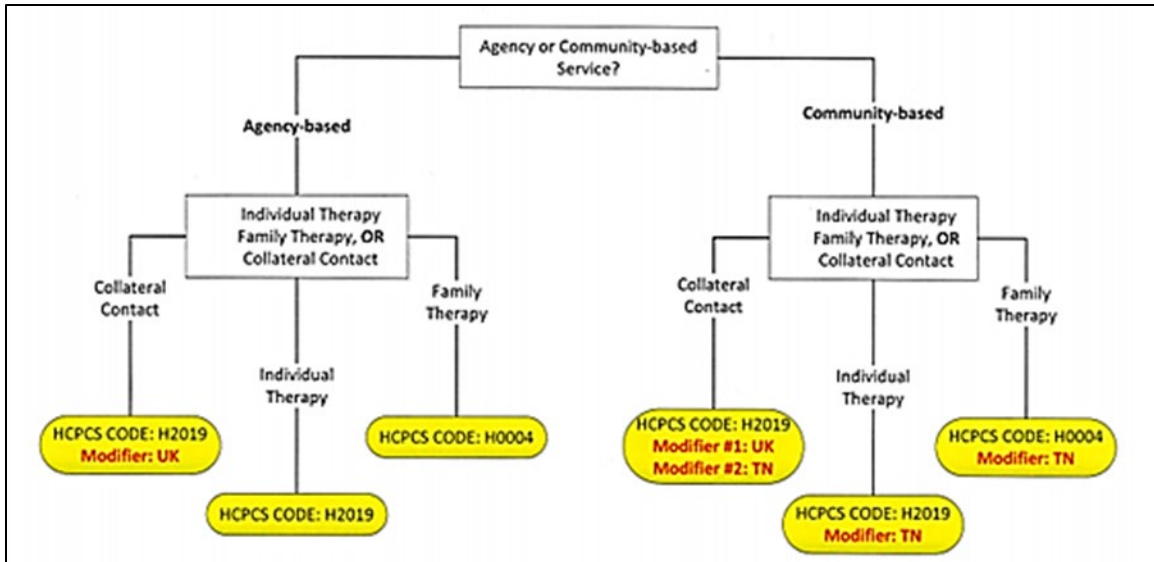 Agency or Community-based
Service?
Agency-based
Community-based
Individual Therapy
Family Therapy, OR
Collateral Contact
Individual Therapy
Family Therapy, OR
Collateral Contact
Collateral
Contact
Individual
Therapy
Family
Therapy
Collateral
Contact
Individual
Therapy
Family
Therapy
HCPCS CODE: H2019
Modifier: UK
HCPCS CODE: H2019
HCPCS CODE: H0004
HCPCS CODE: H2019
Modifier #1: UK
Modifier #2: TN
HCPCS CODE: H2019
Modifier: TN
HCPCS CODE: H0004
Modifier: TN